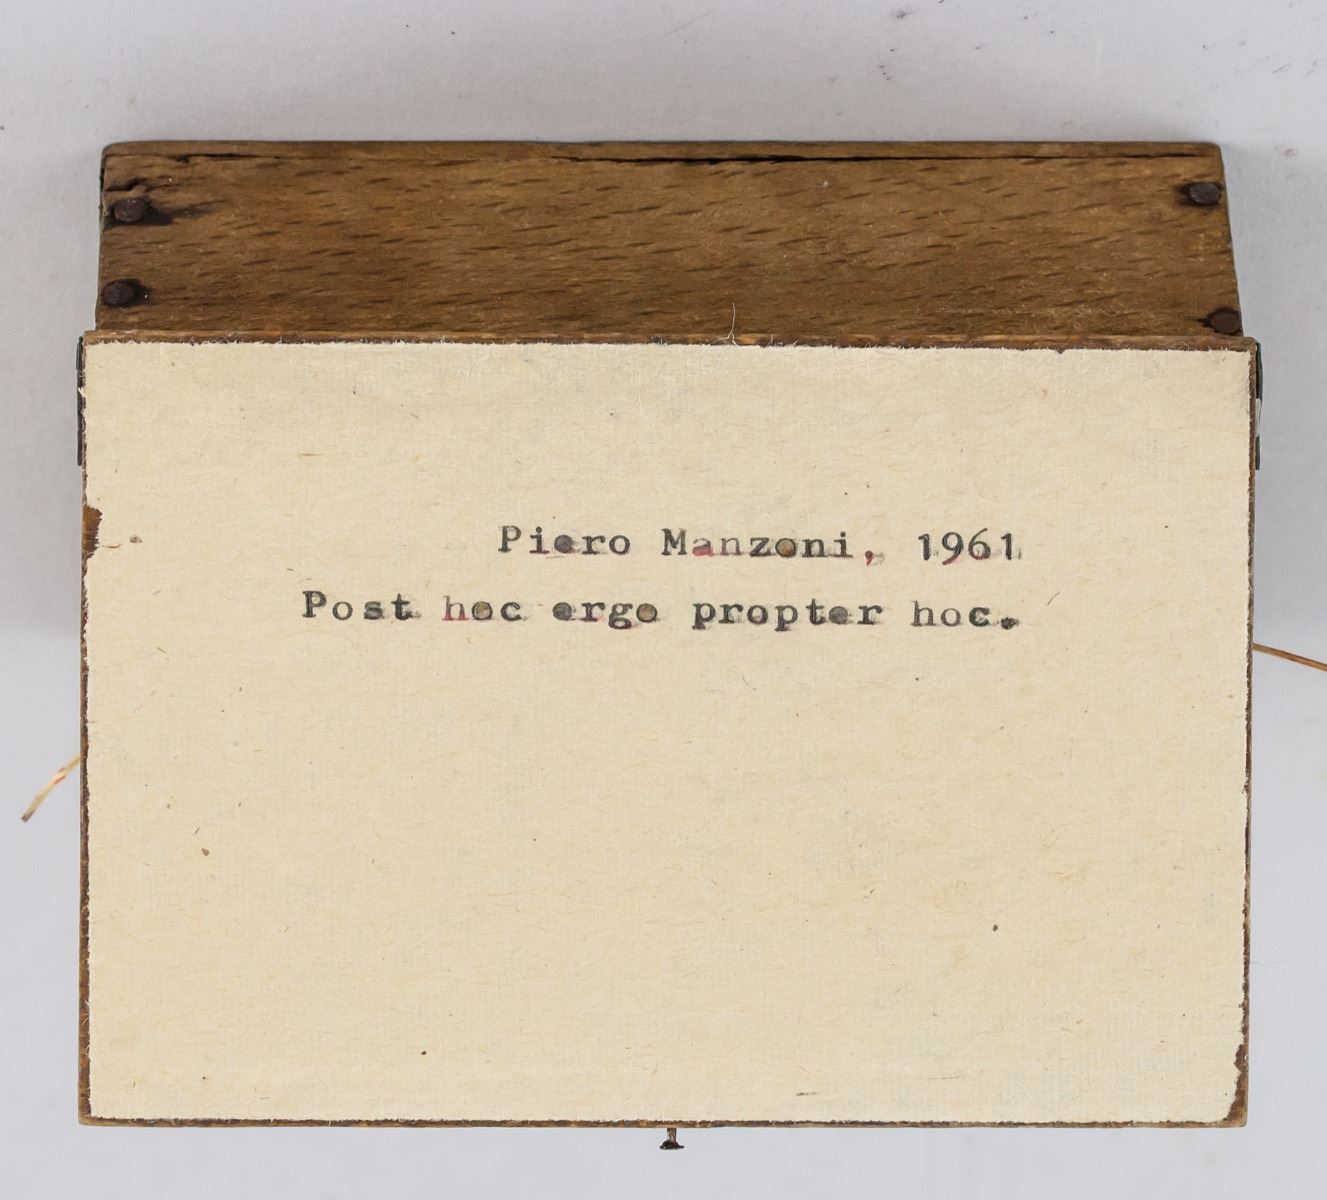 Piero Manzoni, 1961
Post hoc ergo propter hoc.